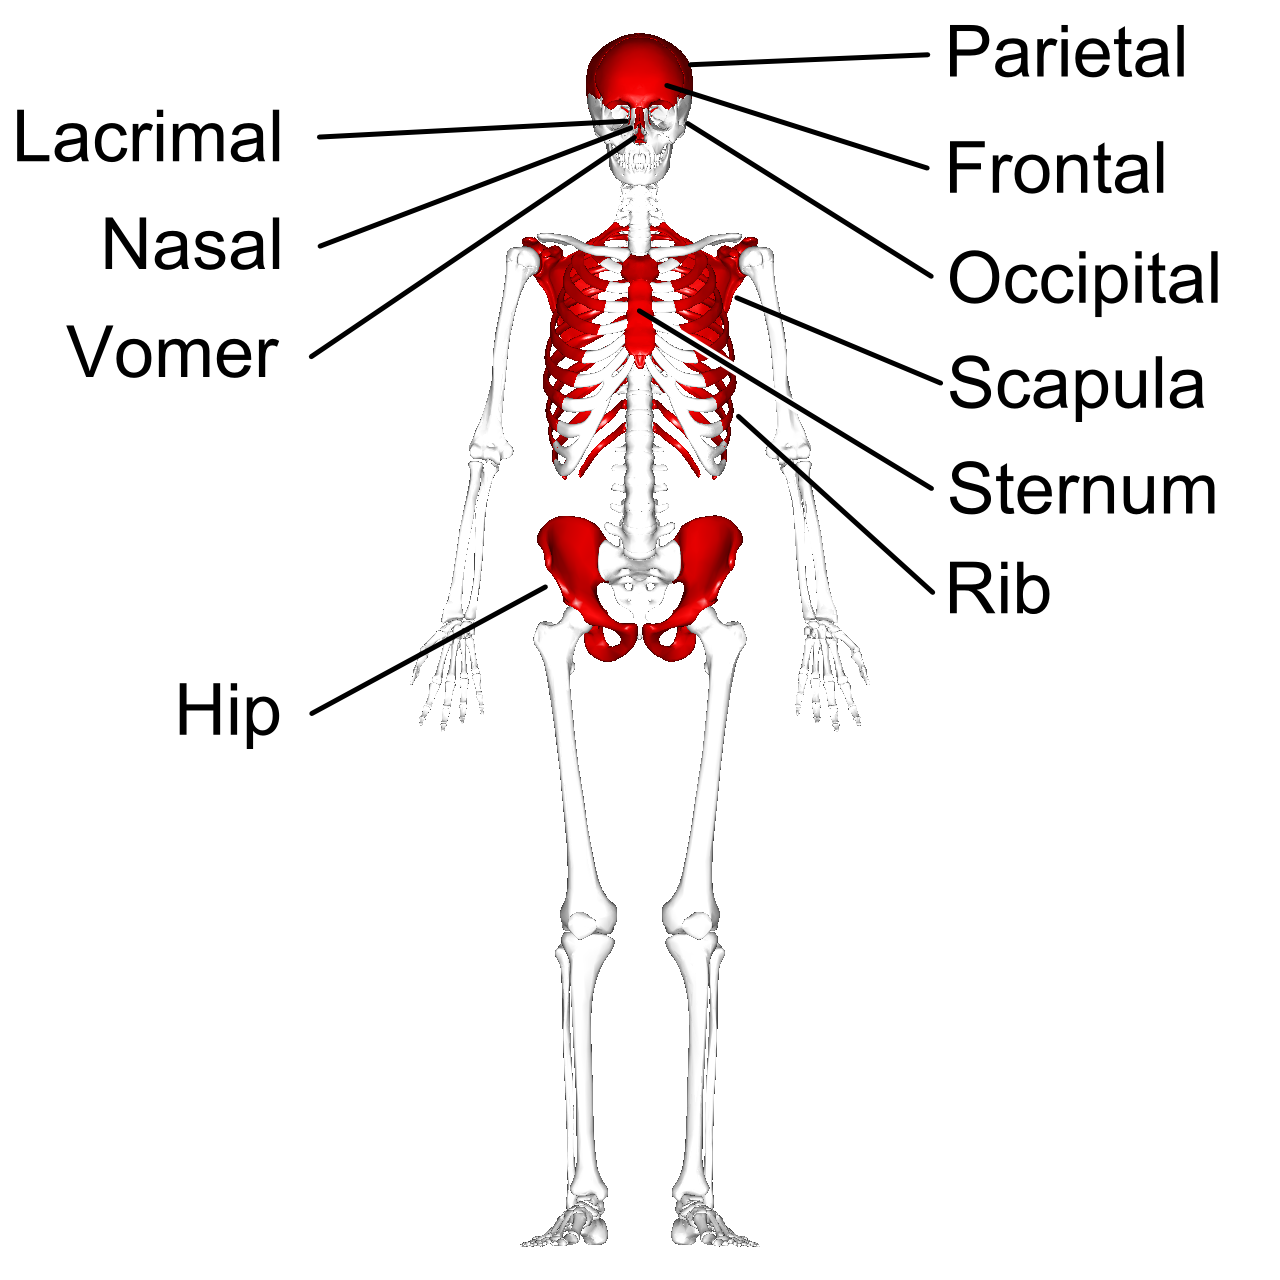 Parietal
Lacrimal
Frontal
Nasal
Occipital
Vomer
Scapula
Sternum
Rib
Hip